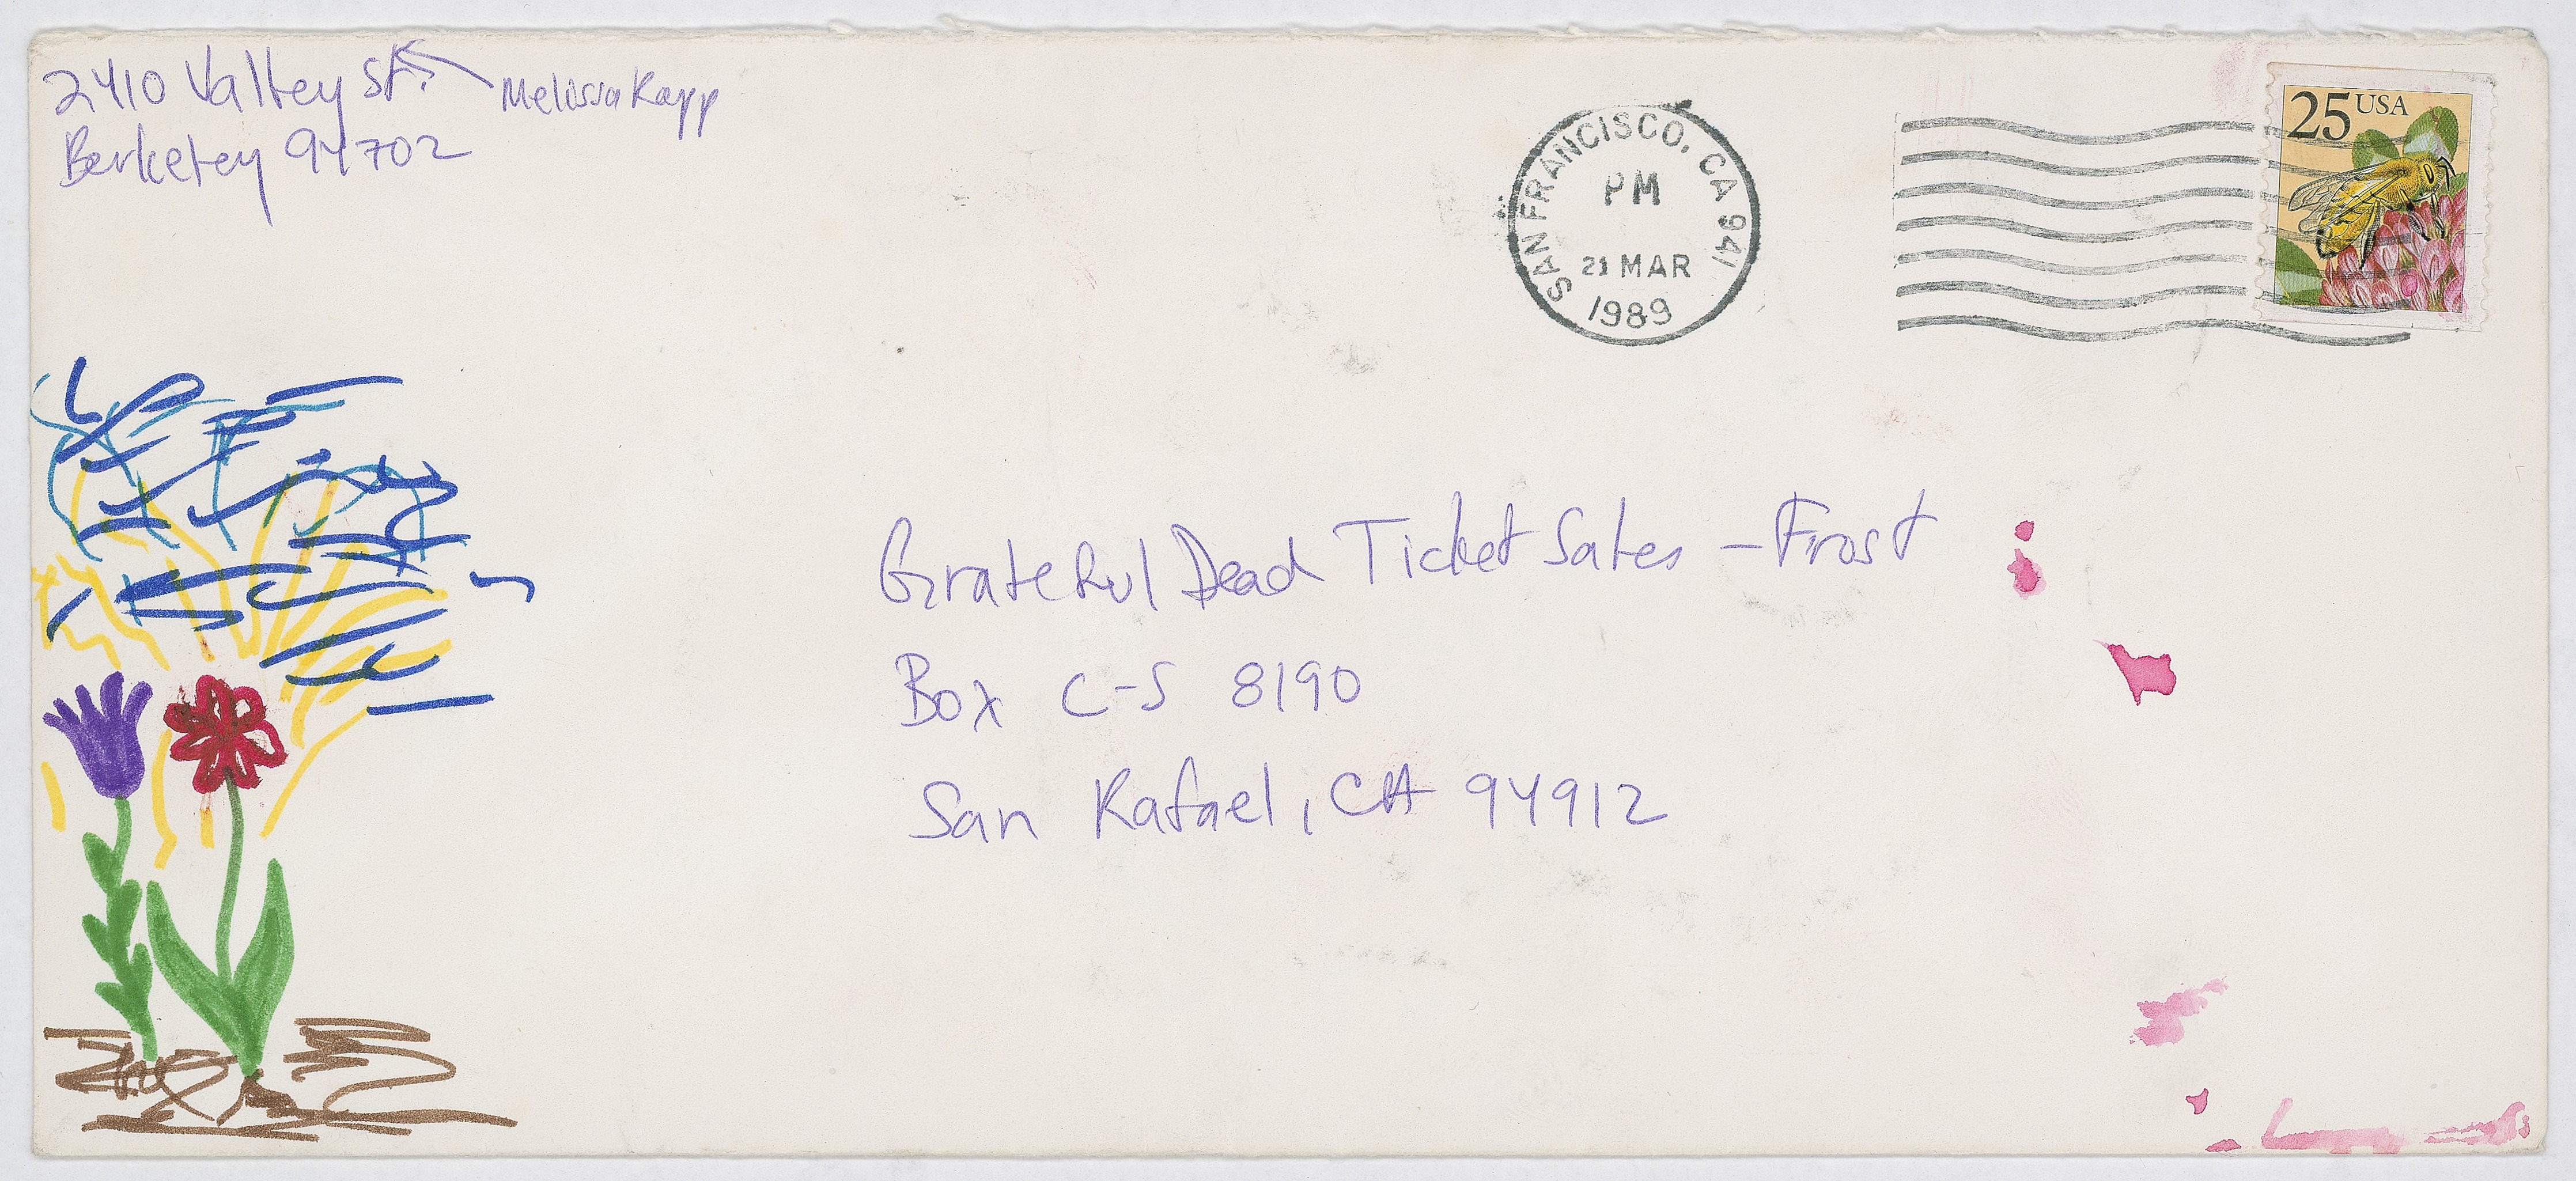 2410 Valley St.
Melissa Kapp
Berkeley 94702
SAN FRANCISCO, CA 941
PM
21 MAR
1989
25 USA
Grateful Dead Ticket Sales - Frost
Box C-S 8190
San Rafael, CA 94912